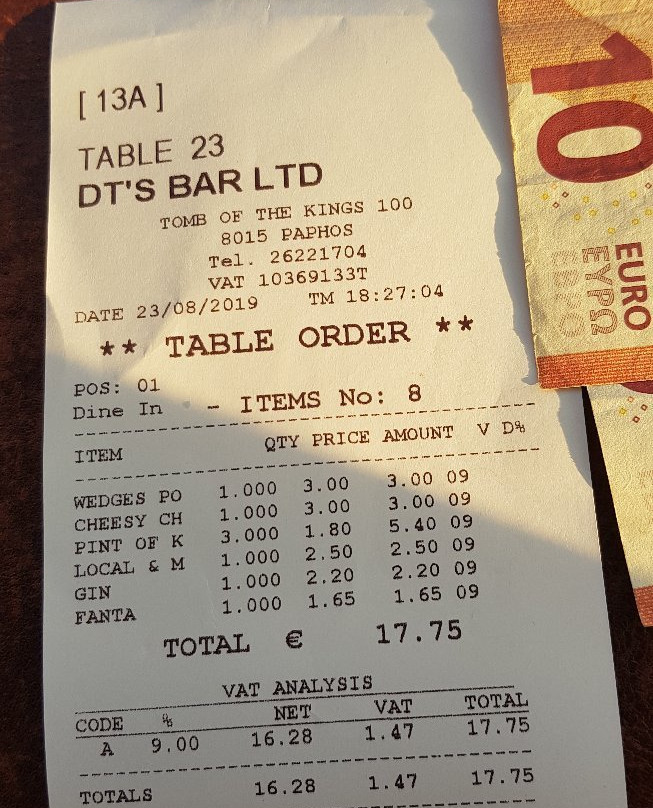 [ 13A ]
TABLE 23
DT'S BAR LTD
TOMB OF THE KINGS 100
8015 PAPHOS
Tel. 26221704
VAT 10369133T
DATE 23/08/2019 TM 18:27:04
** TABLE ORDER **
POS: 01
Dine In - ITEMS No: 8
ITEM QTY PRICE AMOUNT V D%
WEDGES PO 1.000 3.00 3.00 09
CHEESY CH 1.000 3.00 3.00 09
PINT OF K 3.000 1.80 5.40 09
LOCAL & M 1.000 2.50 2.50 09
GIN 1.000 2.20 2.20 09
FANTA 1.000 1.65 1.65 09
TOTAL € 17.75
VAT ANALYSIS
CODE % NET VAT TOTAL
A 9.00 16.28 1.47 17.75
TOTALS 16.28 1.47 17.75
10
EURO
ΕΥΡΩ
ЕВРО